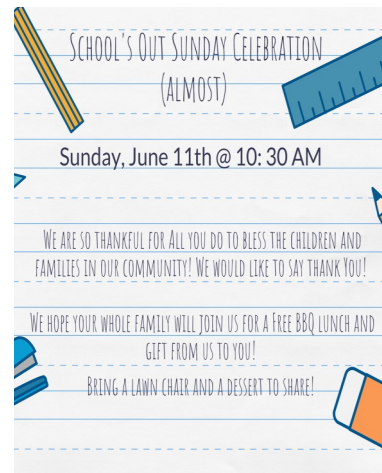 School's Out Sunday Celebration
(almost)
Sunday, June 11th @ 10: 30 AM
We are so thankful for All you do to bless the children and
families in our community! We would like to say thank You!
We hope your whole family will join us for a Free BBQ lunch and
gift from us to you!
Bring a lawn chair and a dessert to share!